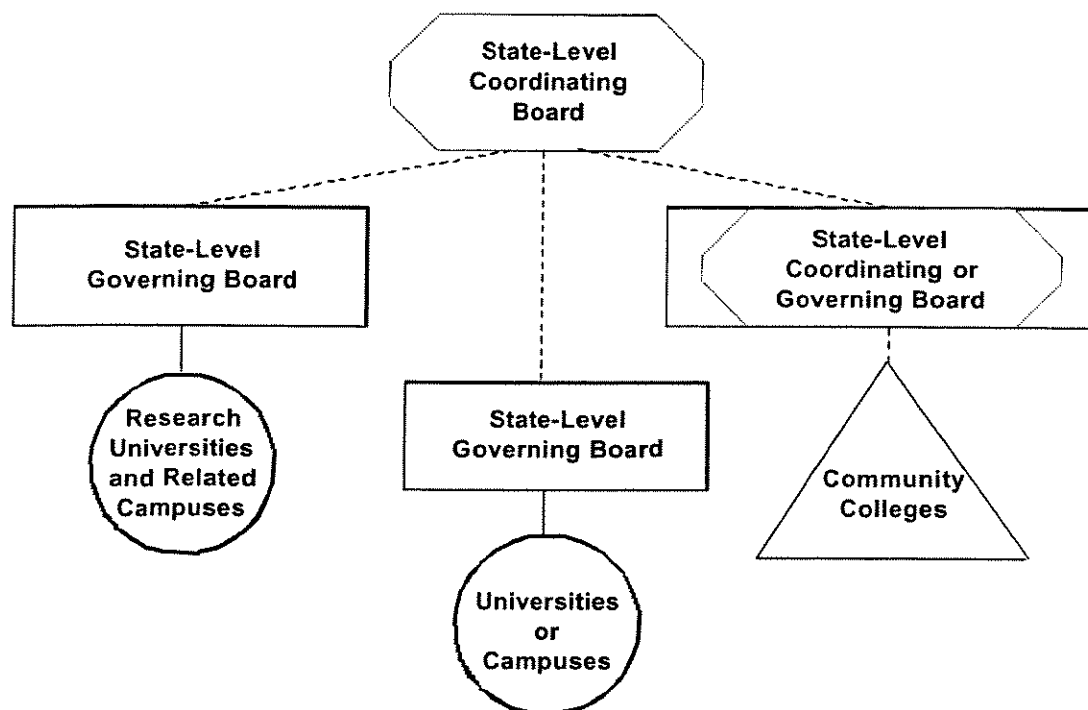 State-Level
Coordinating
Board
State-Level
Governing Board
State-Level
Coordinating or
Governing Board
Research
Universities
and Related
Campuses
State-Level
Governing Board
Community
Colleges
Universities
or
Campuses